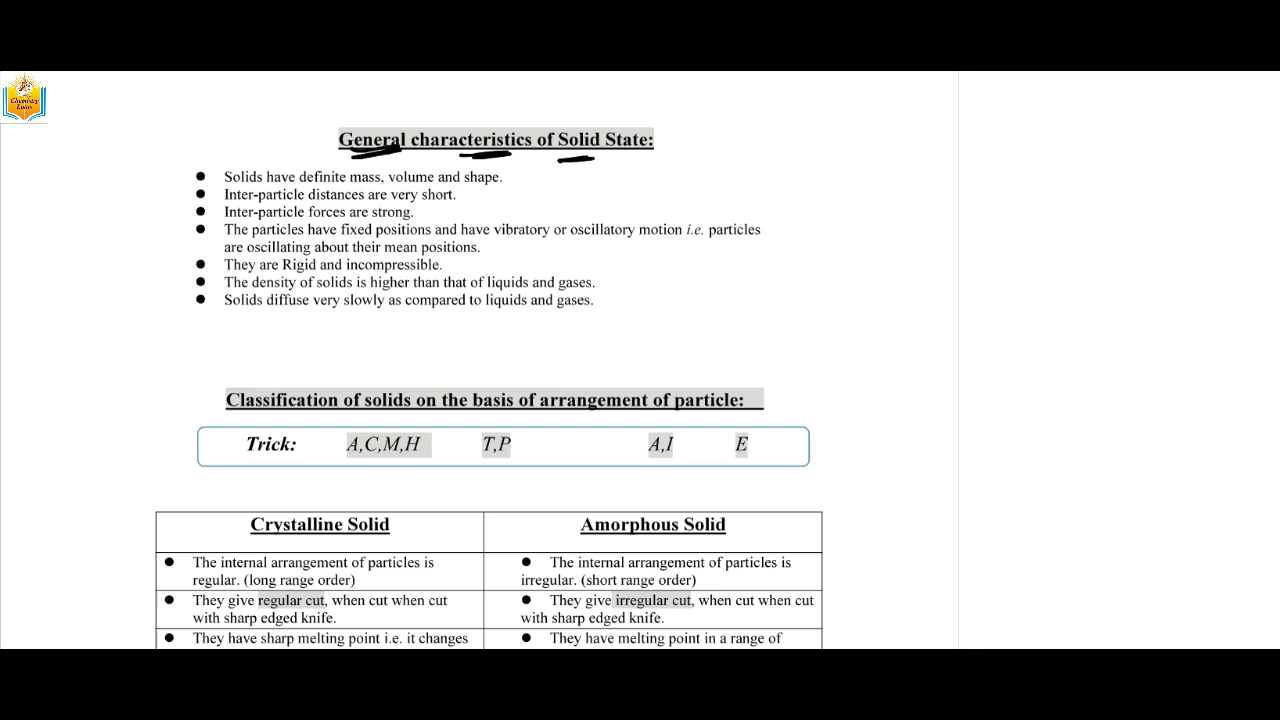 Chemistry
General characteristics of Solid State:
● Solids have definite mass, volume and shape.
● Inter-particle distances are very short.
● Inter-particle forces are strong.
● The particles have fixed positions and have vibratory or oscillatory motion i.e. particles
are oscillating about their mean positions.
● They are Rigid and incompressible.
● The density of solids is higher than that of liquids and gases.
● Solids diffuse very slowly as compared to liquids and gases.
Classification of solids on the basis of arrangement of particle:
Trick: A,C,M,H T,P A,I E
Crystalline Solid
Amorphous Solid
● The internal arrangement of particles is
regular. (long range order)
● The internal arrangement of particles is
irregular. (short range order)
● They give regular cut, when cut when cut
with sharp edged knife.
● They give irregular cut, when cut when cut
with sharp edged knife.
● They have sharp melting point i.e. it changes
● They have melting point in a range of